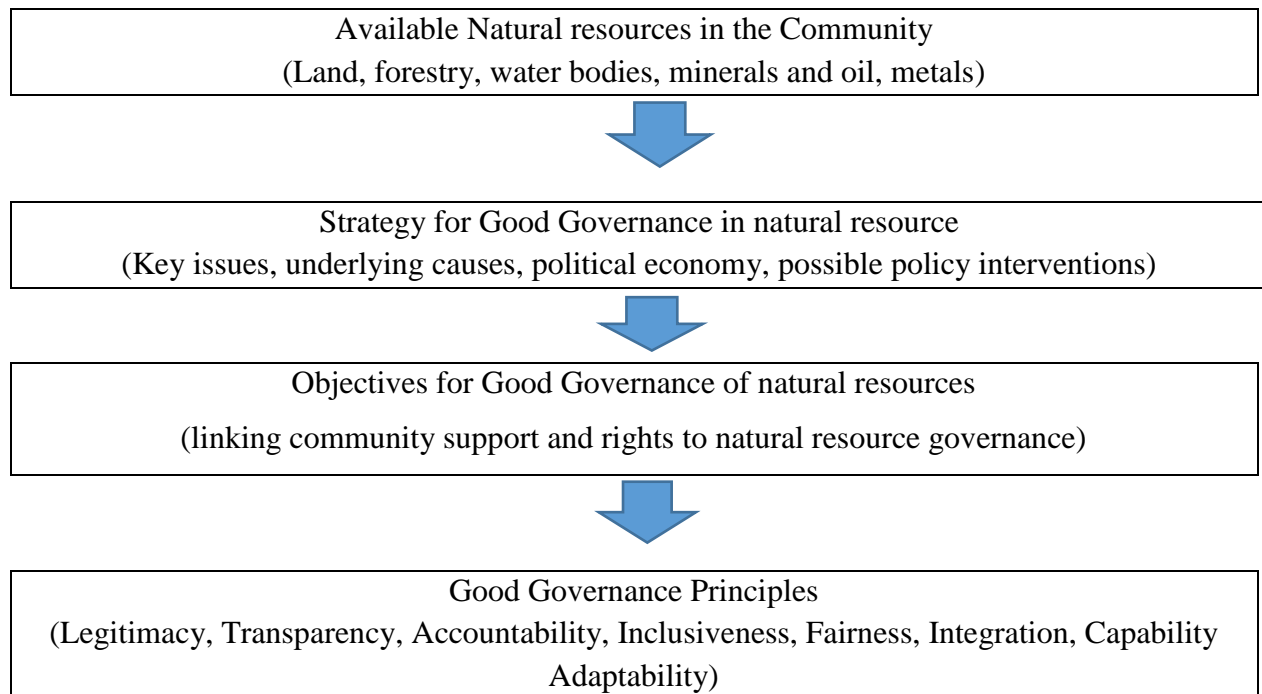 Available Natural resources in the Community
(Land, forestry, water bodies, minerals and oil, metals)
Strategy for Good Governance in natural resource
(Key issues, underlying causes, political economy, possible policy interventions)
Objectives for Good Governance of natural resources
(linking community support and rights to natural resource governance)
Good Governance Principles
(Legitimacy, Transparency, Accountability, Inclusiveness, Fairness, Integration, Capability
Adaptability)